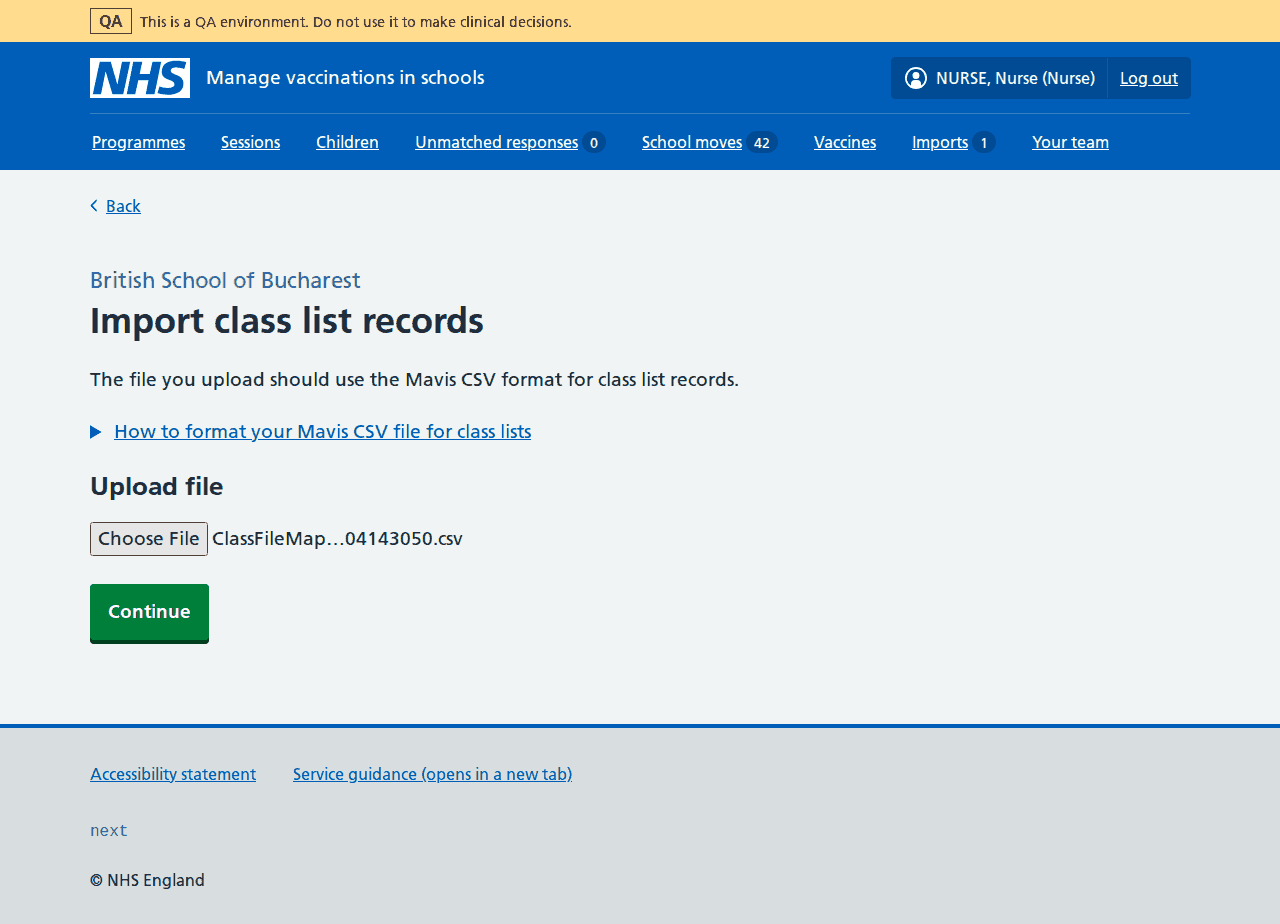 QA This is a QA environment. Do not use it to make clinical decisions.
NHS Manage vaccinations in schools NURSE, Nurse (Nurse) Log out
Programmes Sessions Children Unmatched responses 0 School moves 42 Vaccines Imports 1 Your team
Back
British School of Bucharest
Import class list records
The file you upload should use the Mavis CSV format for class list records.
How to format your Mavis CSV file for class lists
Upload file
Choose File ClassFileMap…04143050.csv
Continue
Accessibility statement Service guidance (opens in a new tab)
next
© NHS England